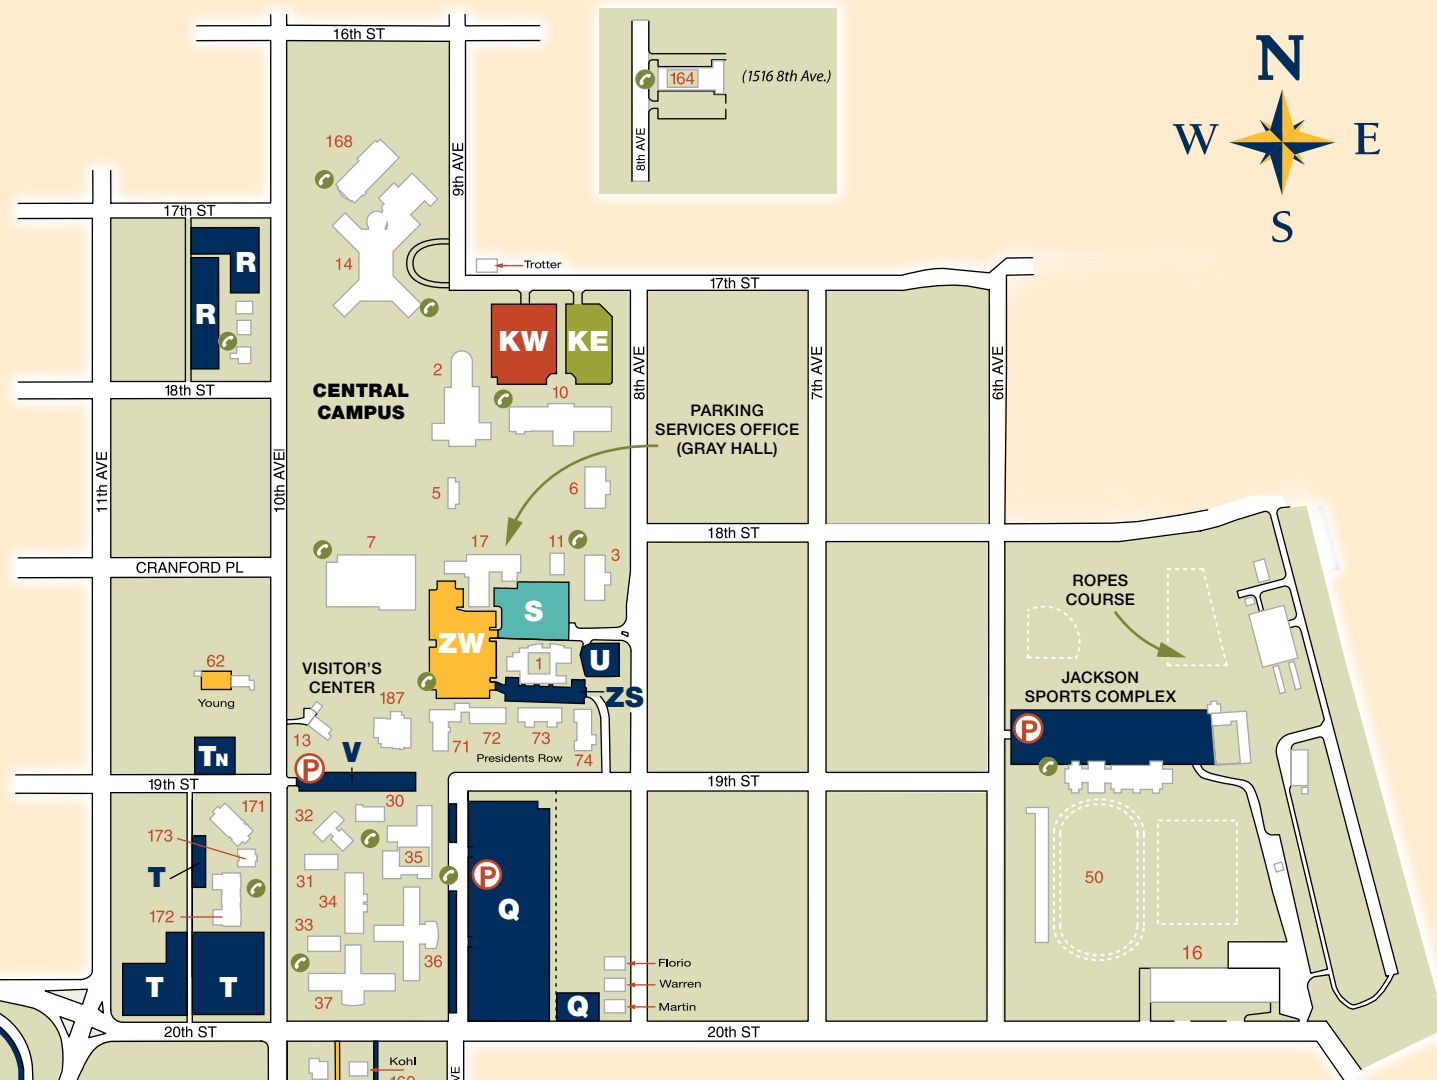 16th ST
164
(1516 8th Ave.)
8th AVE
N
W
E
S
168
9th AVE
17th ST
R
R
14
Trotter
17th ST
KW
KE
2
10
CENTRAL
CAMPUS
18th ST
8th AVE
7th AVE
6th AVE
PARKING
SERVICES OFFICE
(GRAY HALL)
11th AVE
10th AVE
5
6
7
17
11
3
18th ST
CRANFORD PL
S
ZW
1
U
ZS
ROPES
COURSE
62
Young
VISITOR'S
CENTER
187
JACKSON
SPORTS COMPLEX
P
13
71
72
73
74
Presidents Row
TN
V
P
19th ST
19th ST
171
173
T
172
T
T
30
32
35
31
34
33
36
37
P
Q
50
16
Florio
Warren
Martin
Q
20th ST
20th ST
Kohl